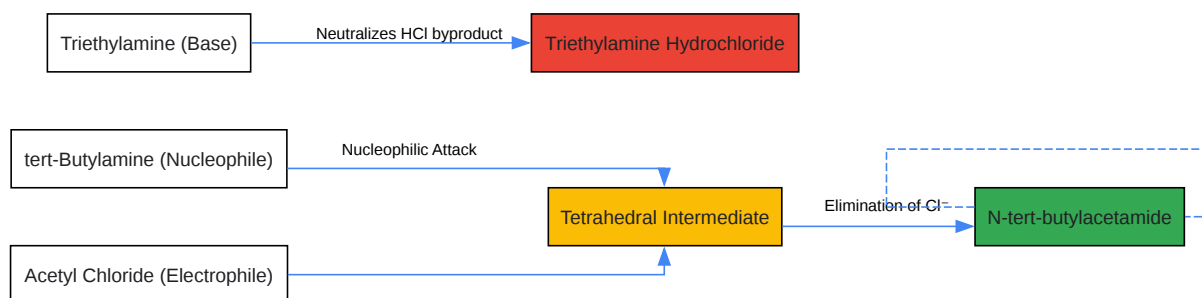 Triethylamine (Base)
Neutralizes HCl byproduct
Triethylamine Hydrochloride
tert-Butylamine (Nucleophile)
Nucleophilic Attack
Tetrahedral Intermediate
Elimination of Cl⁻
N-tert-butylacetamide
Acetyl Chloride (Electrophile)